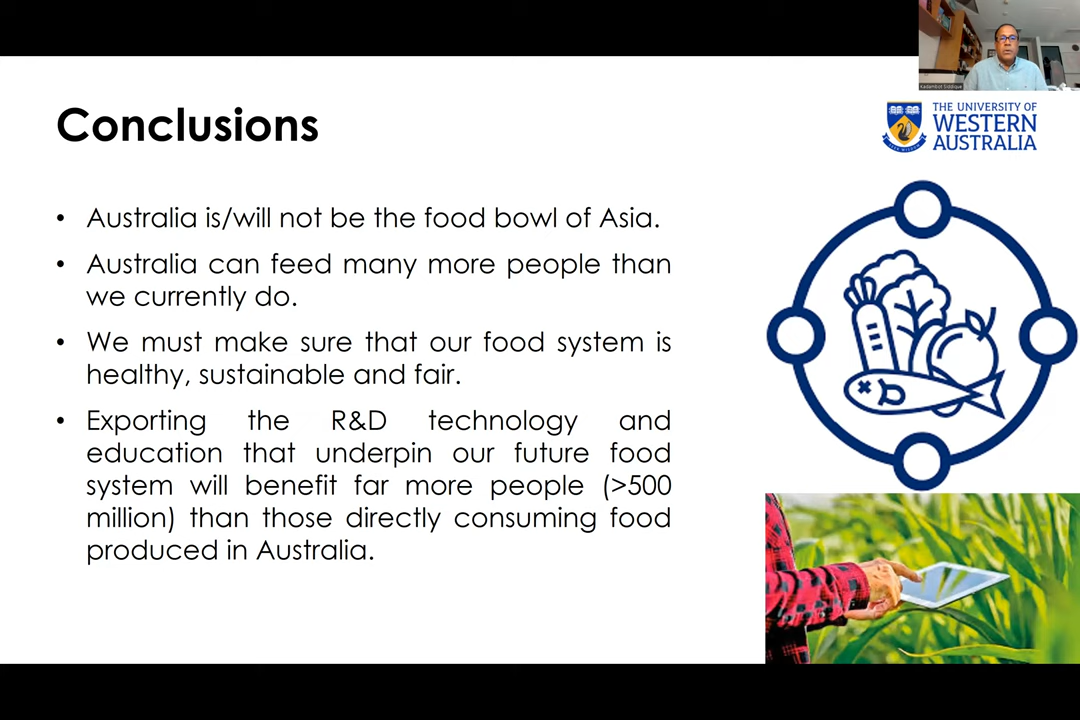 Kadambot Siddique
THE UNIVERSITY OF
WESTERN
AUSTRALIA
Conclusions
• Australia is/will not be the food bowl of Asia.
• Australia can feed many more people than
we currently do.
• We must make sure that our food system is
healthy, sustainable and fair.
• Exporting the R&D technology and
education that underpin our future food
system will benefit far more people (>500
million) than those directly consuming food
produced in Australia.